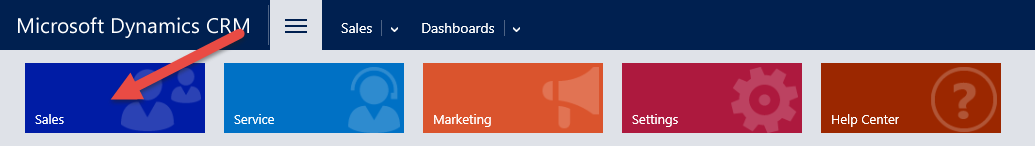 Microsoft Dynamics CRM Sales Dashboards
Sales Service Marketing Settings Help Center